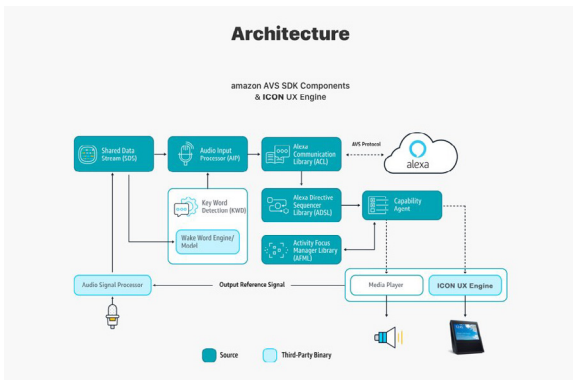 Architecture
amazon AVS SDK Components
& ICON UX Engine
Shared Data
Stream (SDS)
Audio Input
Processor (AIP)
Alexa
Communication
Library (ACL)
AVS Protocol
alexa
Key Word
Detection (KWD)
Wake Word Engine/
Model
Alexa Directive
Sequencer
Library (ADSL)
Capability
Agent
Activity Focus
Manager Library
(AFML)
Audio Signal Processor
Output Reference Signal
Media Player
ICON UX Engine
Source
Third-Party Binary